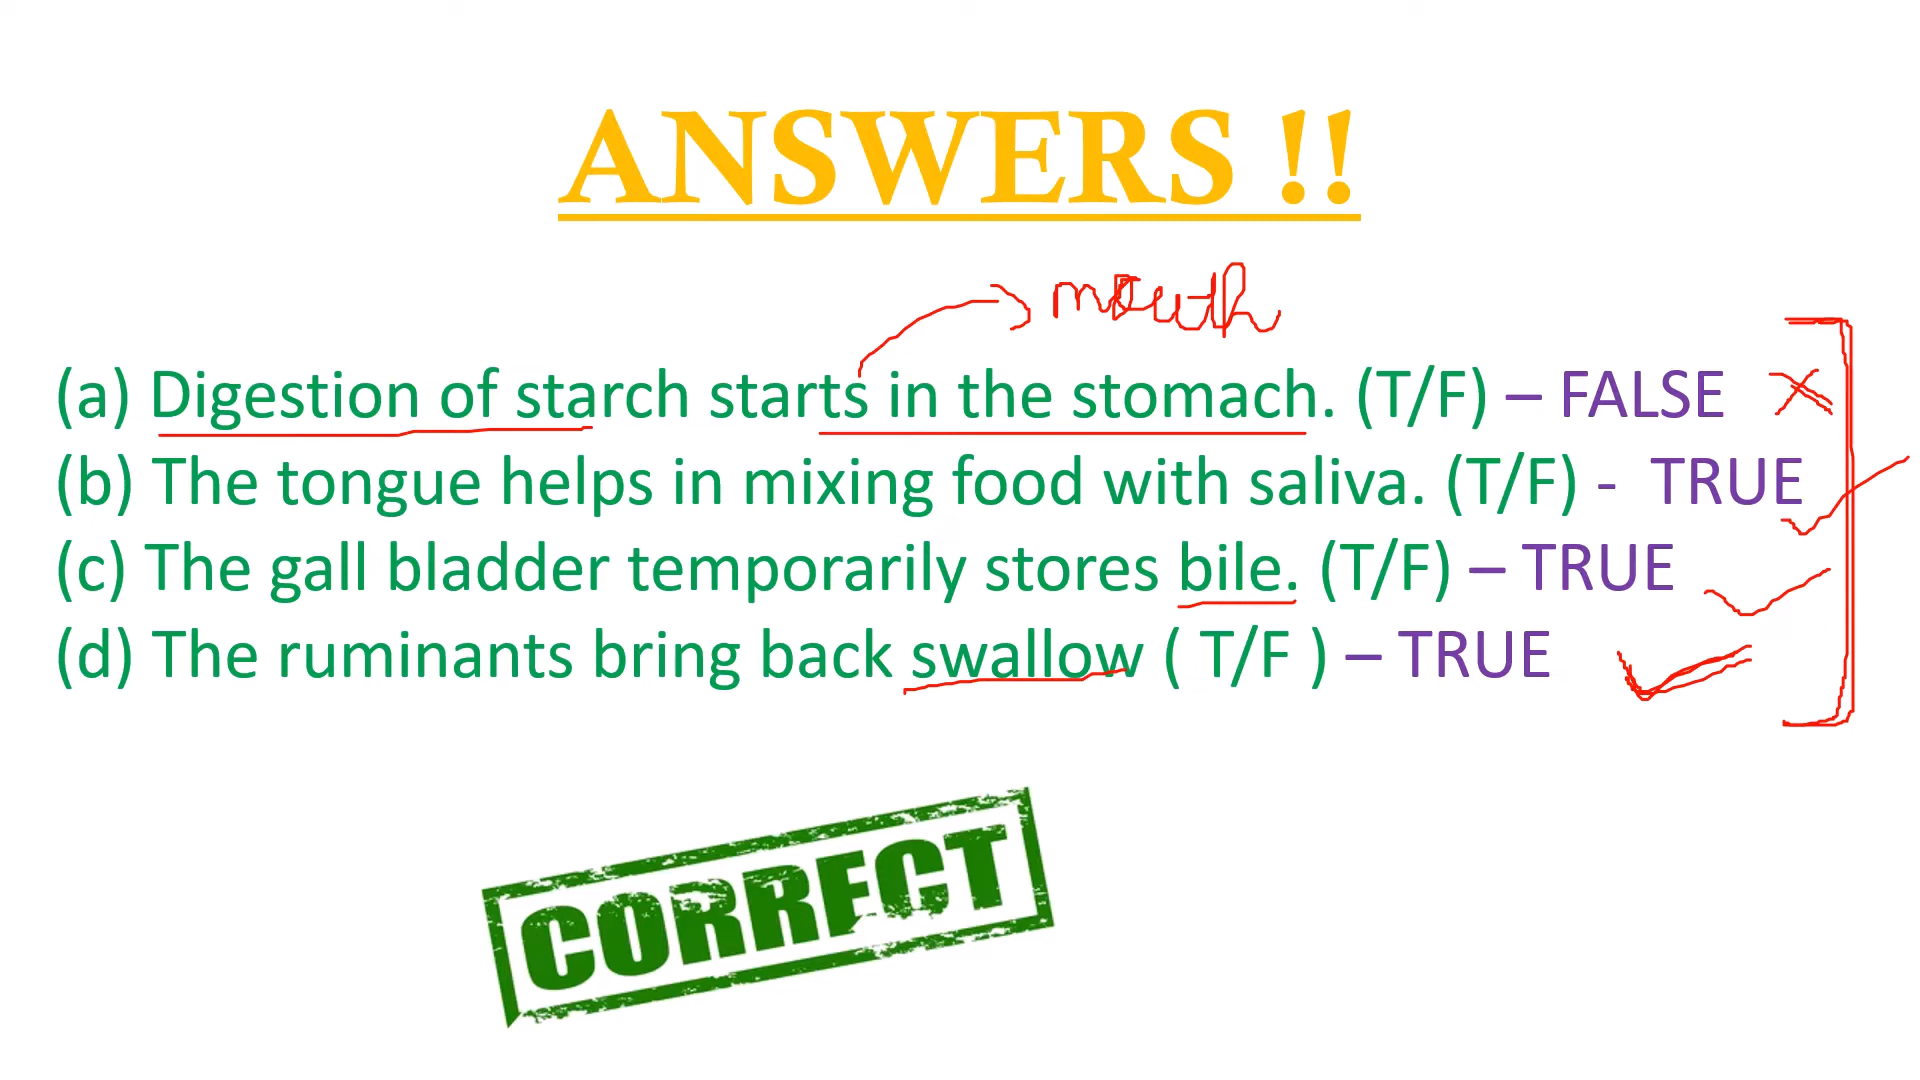 ANSWERS !!
mouth
(a) Digestion of starch starts in the stomach. (T/F) – FALSE
(b) The tongue helps in mixing food with saliva. (T/F) - TRUE
(c) The gall bladder temporarily stores bile. (T/F) – TRUE
(d) The ruminants bring back swallow ( T/F ) – TRUE
CORRECT